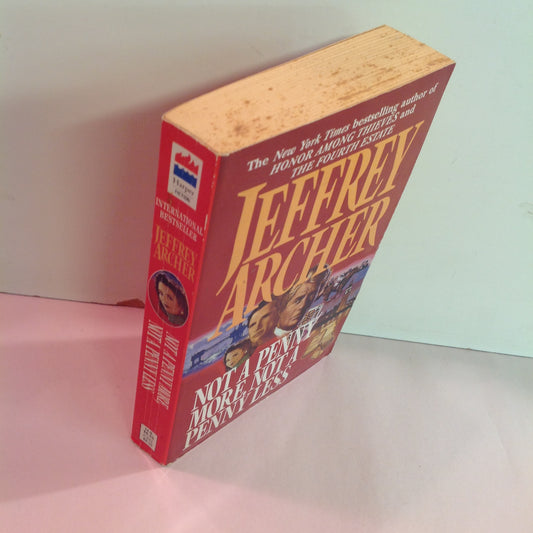 The New York Times bestselling author of
HONOR AMONG THIEVES and
THE FOURTH ESTATE
JEFFREY
ARCHER
NOT A PENNY
MORE, NOT A
PENNY LESS
Harper
INTERNATIONAL
BESTSELLER
JEFFREY
ARCHER
NOT A PENNY MORE,
NOT A PENNY LESS